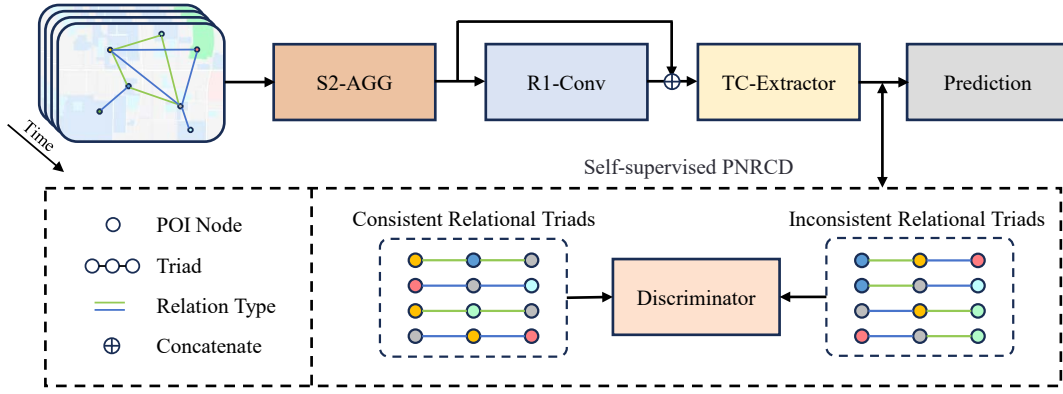 S2-AGG
R1-Conv
TC-Extractor
Prediction
Time
Self-supervised PNRCD
POI Node
Triad
Relation Type
Concatenate
Consistent Relational Triads
Inconsistent Relational Triads
Discriminator